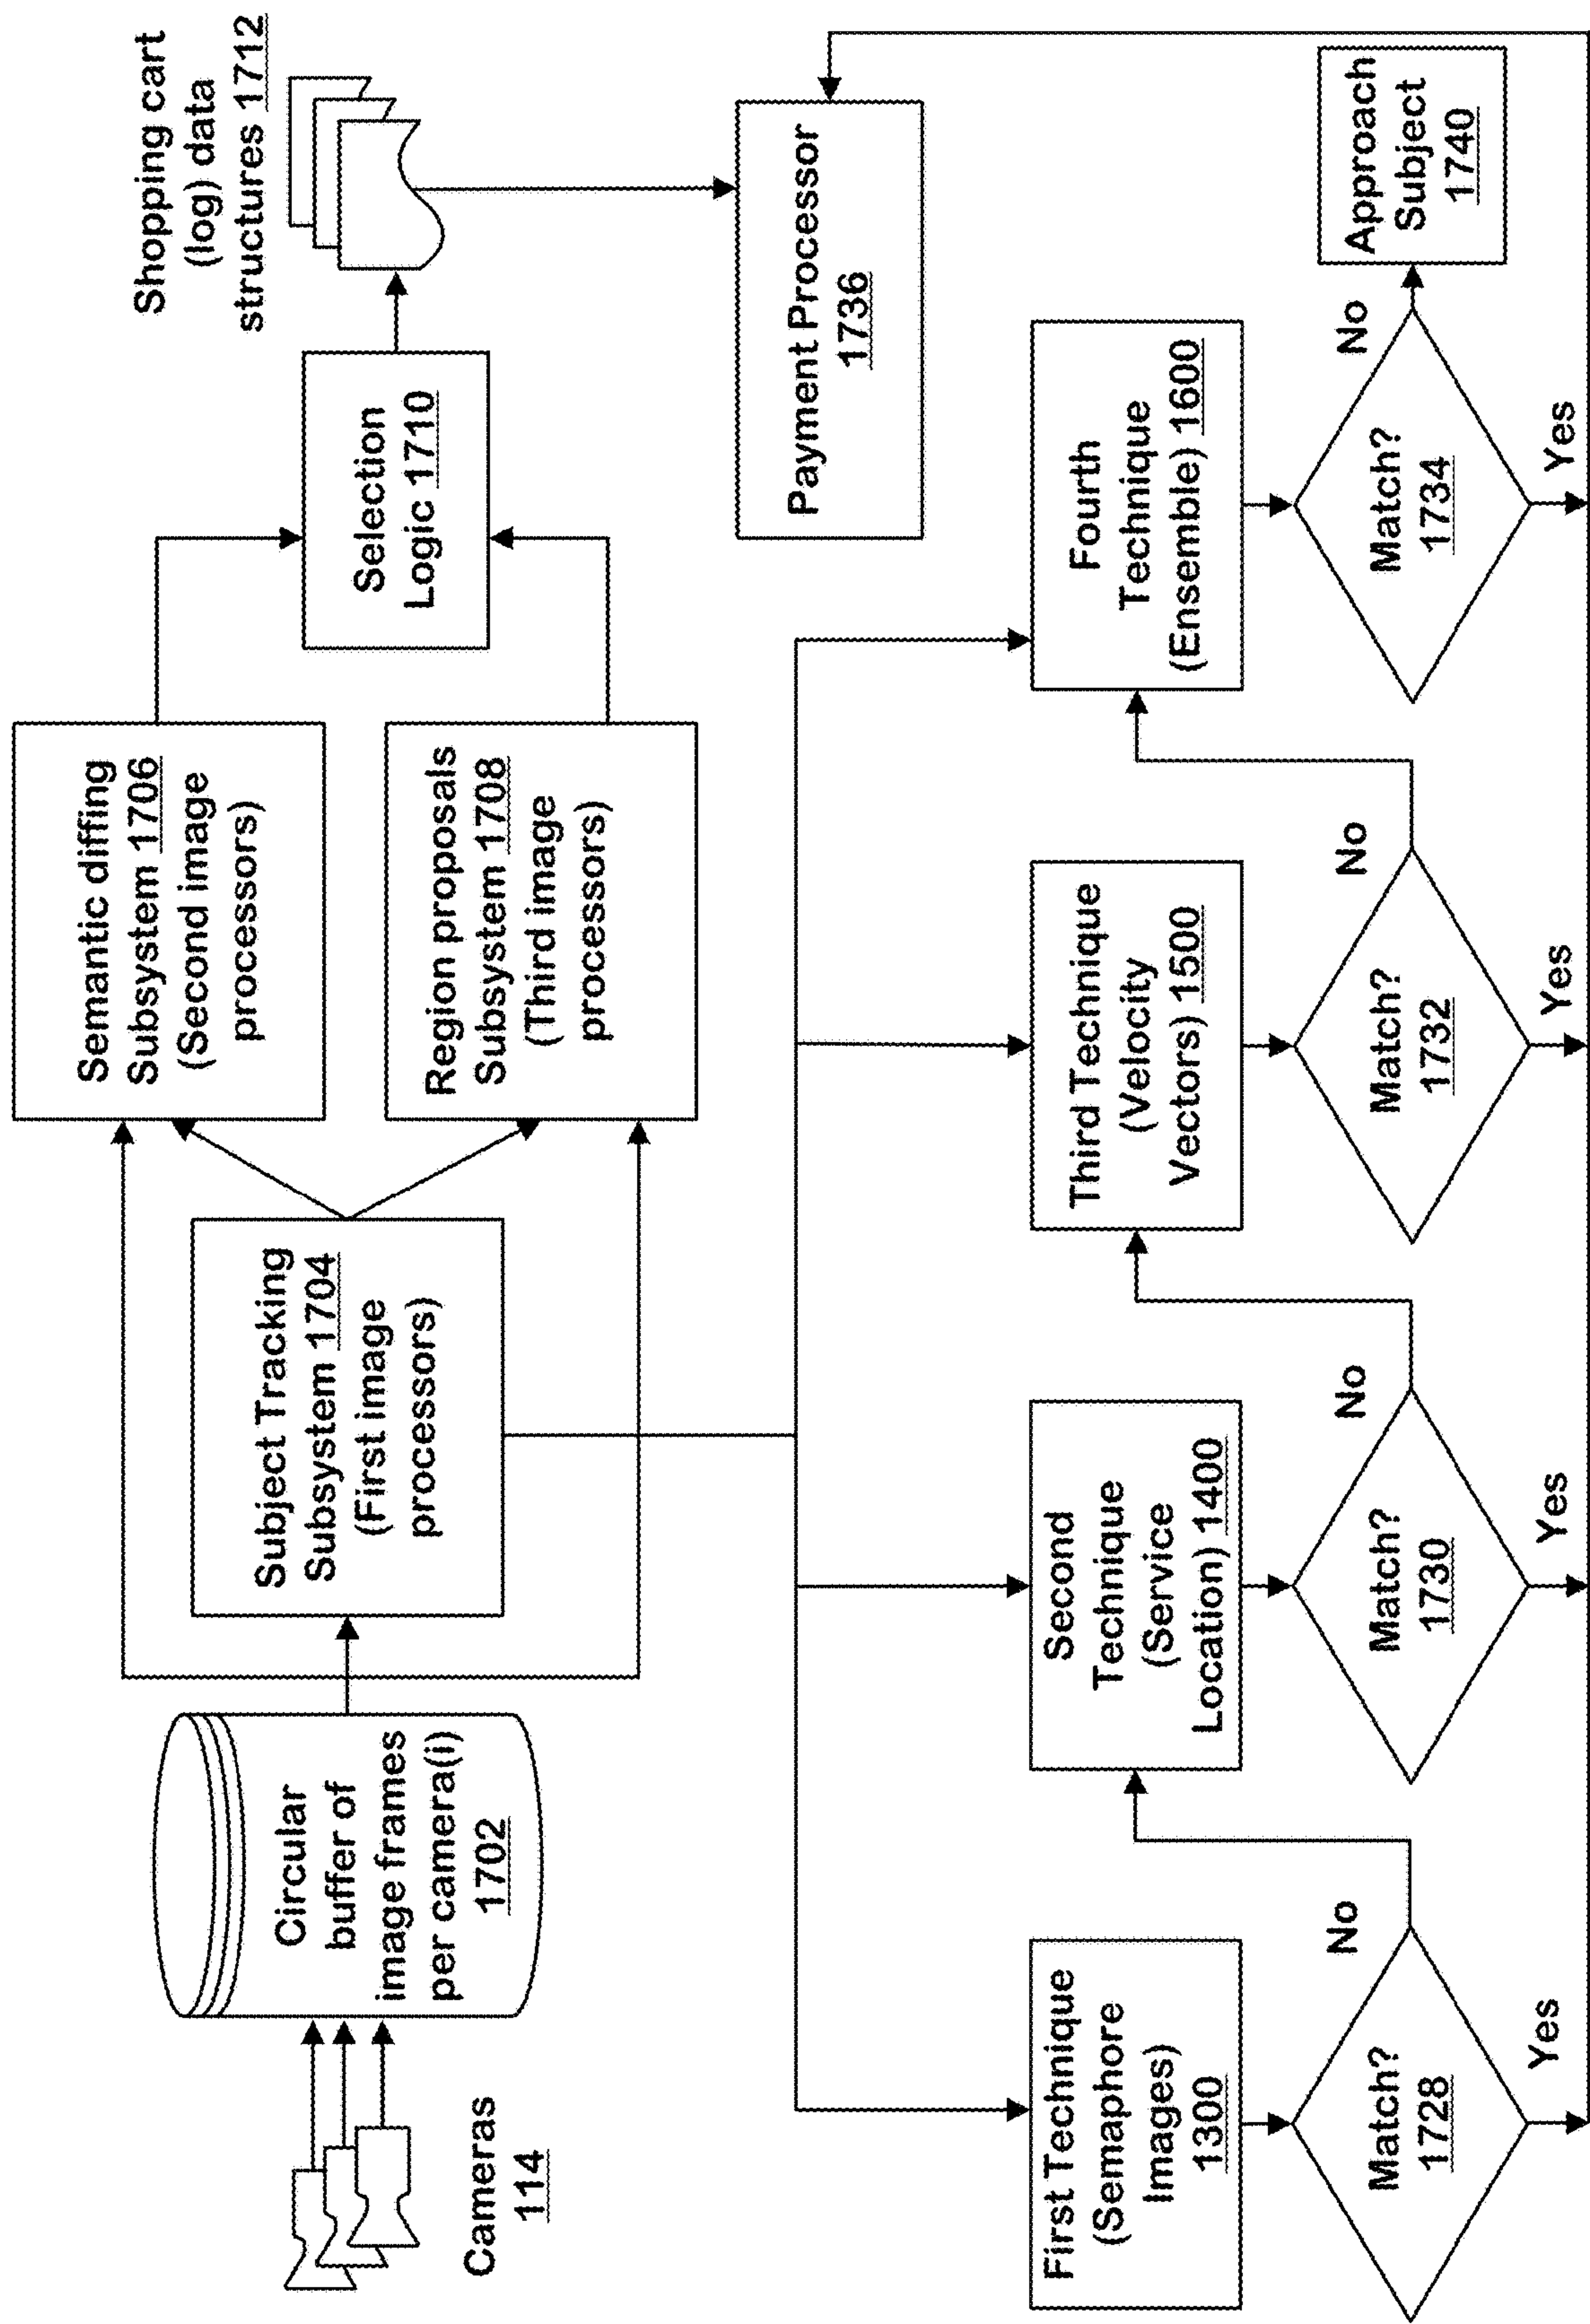 Cameras
114
Circular
buffer of
image frames
per camera(i)
1702
Subject Tracking
Subsystem 1704
(First image
processors)
Semantic diffing
Subsystem 1706
(Second image
processors)
Region proposals
Subsystem 1708
(Third image
processors)
Selection
Logic 1710
Shopping cart
(log) data
structures 1712
Payment Processor
1736
First Technique
(Semaphore
Images)
1300
Match?
1728
No
Yes
Second
Technique
(Service
Location) 1400
Match?
1730
No
Yes
Third Technique
(Velocity
Vectors) 1500
Match?
1732
No
Yes
Fourth
Technique
(Ensemble) 1600
Match?
1734
No
Yes
Approach
Subject
1740